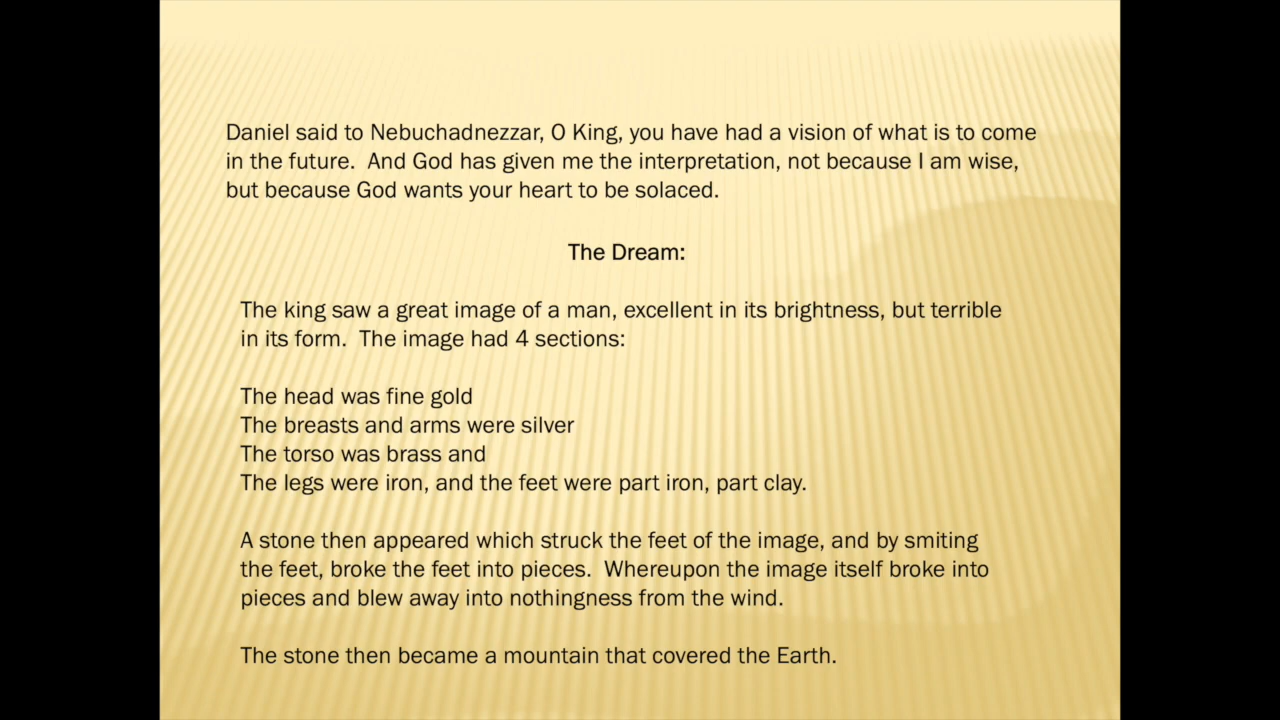 Daniel said to Nebuchadnezzar, O King, you have had a vision of what is to come
in the future.  And God has given me the interpretation, not because I am wise,
but because God wants your heart to be solaced.
The Dream:
The king saw a great image of a man, excellent in its brightness, but terrible
in its form.  The image had 4 sections:
The head was fine gold
The breasts and arms were silver
The torso was brass and
The legs were iron, and the feet were part iron, part clay.
A stone then appeared which struck the feet of the image, and by smiting
the feet, broke the feet into pieces.  Whereupon the image itself broke into
pieces and blew away into nothingness from the wind.
The stone then became a mountain that covered the Earth.